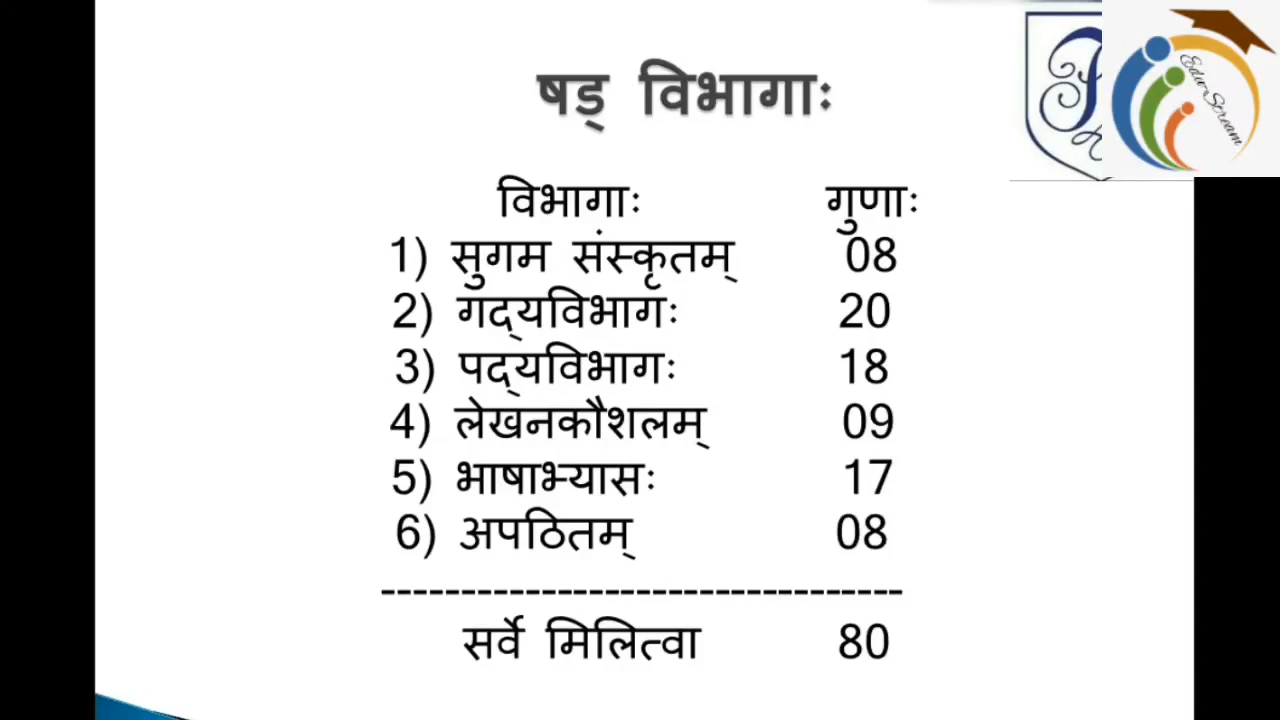 षड् विभागाः
विभागाः गुणाः
1) सुगम संस्कृतम् 08
2) गद्यविभागः 20
3) पद्यविभागः 18
4) लेखनकौशलम् 09
5) भाषाभ्यासः 17
6) अपठितम् 08
---------------------------------
सर्वे मिलित्वा 80